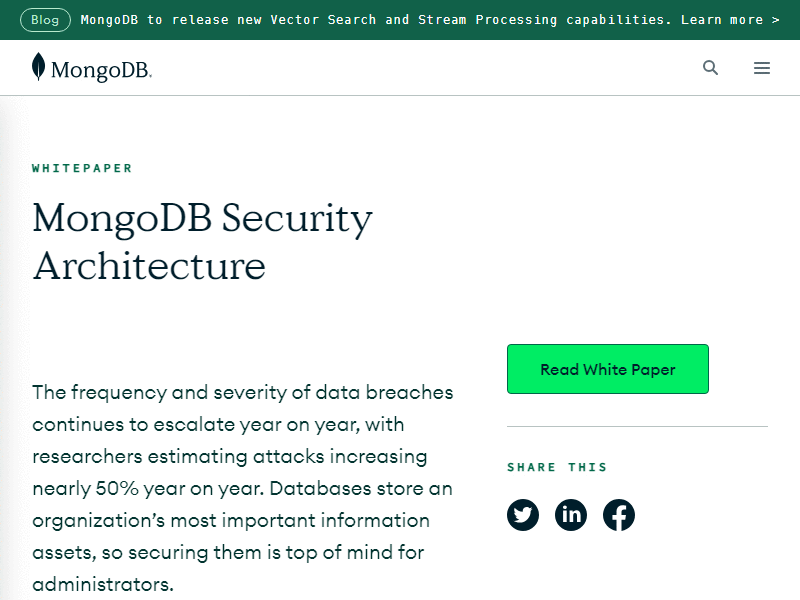 Blog MongoDB to release new Vector Search and Stream Processing capabilities. Learn more >
MongoDB.
WHITEPAPER
MongoDB Security
Architecture
Read White Paper
The frequency and severity of data breaches
continues to escalate year on year, with
researchers estimating attacks increasing
nearly 50% year on year. Databases store an
organization’s most important information
assets, so securing them is top of mind for
administrators.
SHARE THIS
in